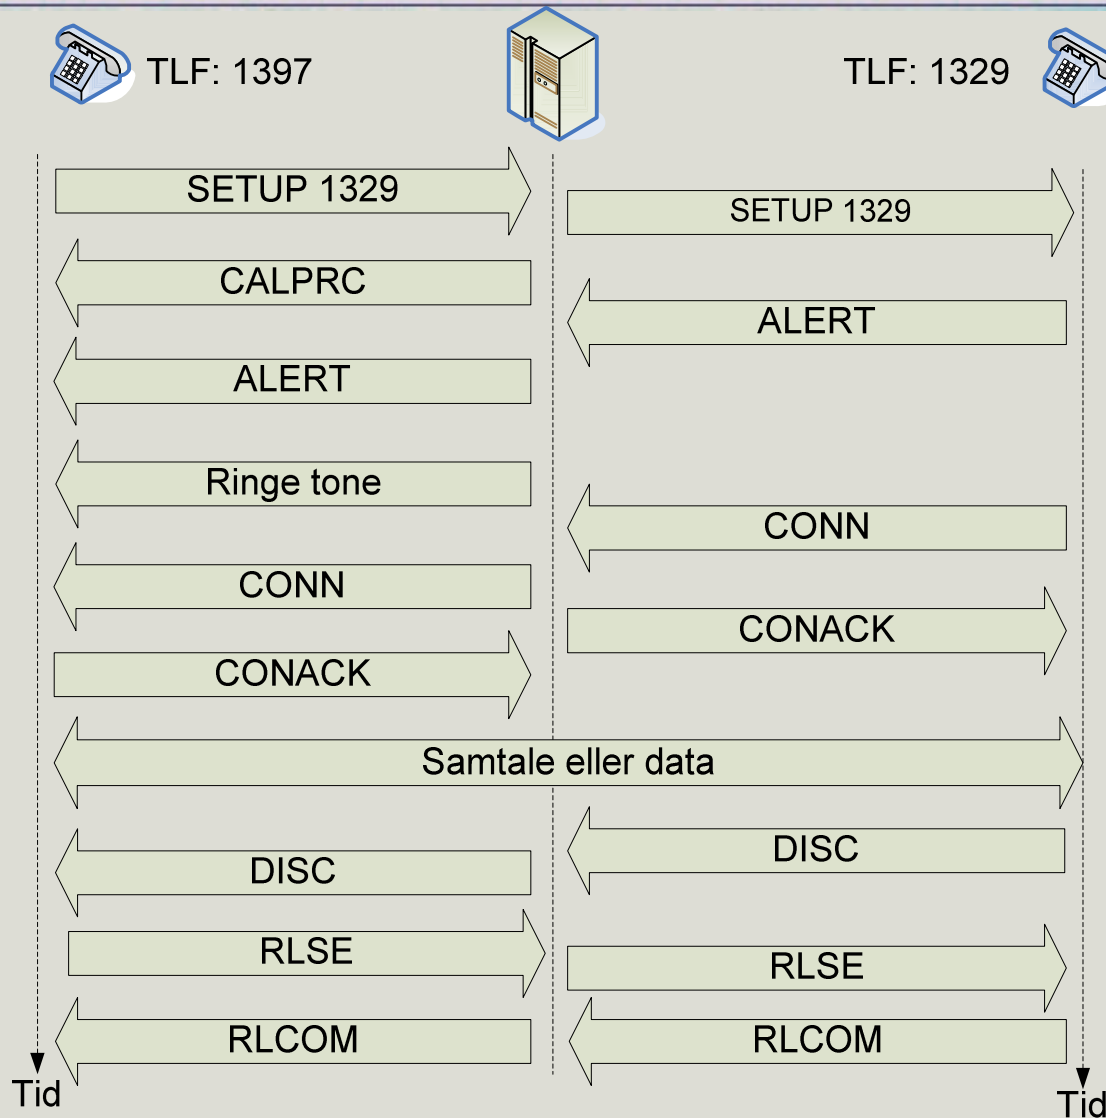 TLF: 1397
TLF: 1329
SETUP 1329
SETUP 1329
CALPRC
ALERT
ALERT
Ringe tone
CONN
CONN
CONACK
CONACK
Samtale eller data
DISC
DISC
RLSE
RLSE
RLCOM
RLCOM
Tid
Tid